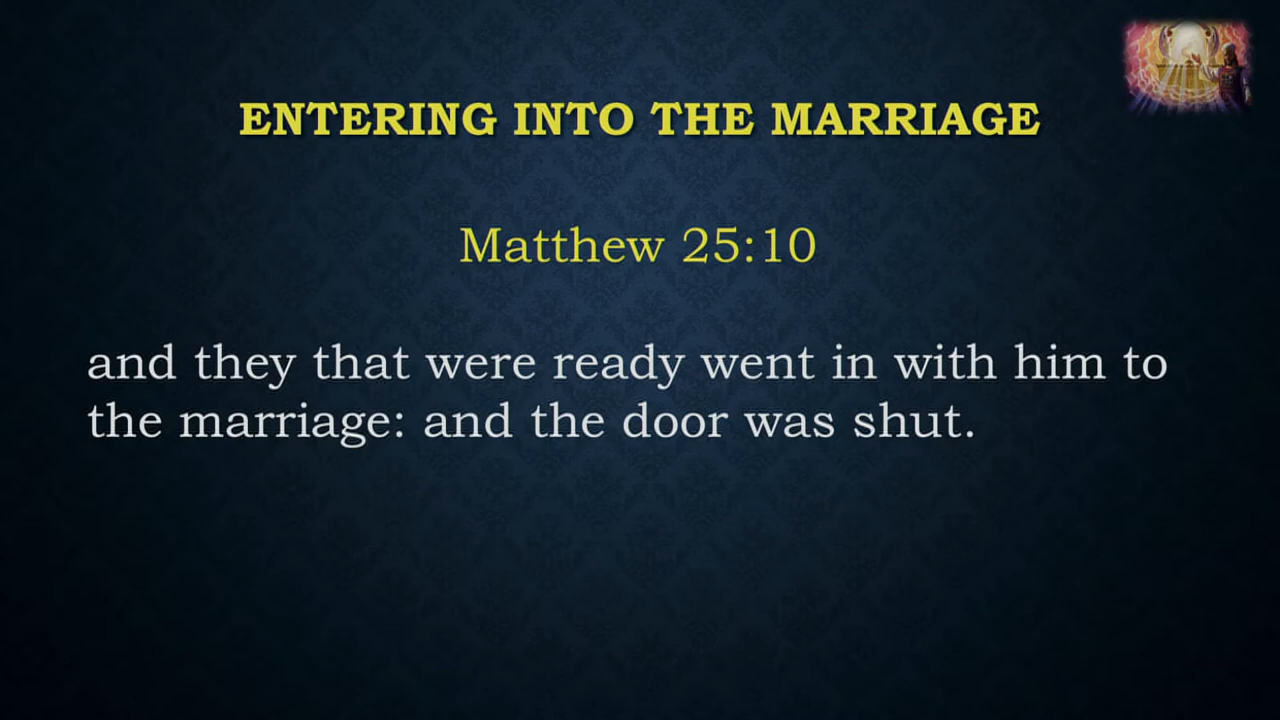 ENTERING INTO THE MARRIAGE
Matthew 25:10
and they that were ready went in with him to
the marriage: and the door was shut.